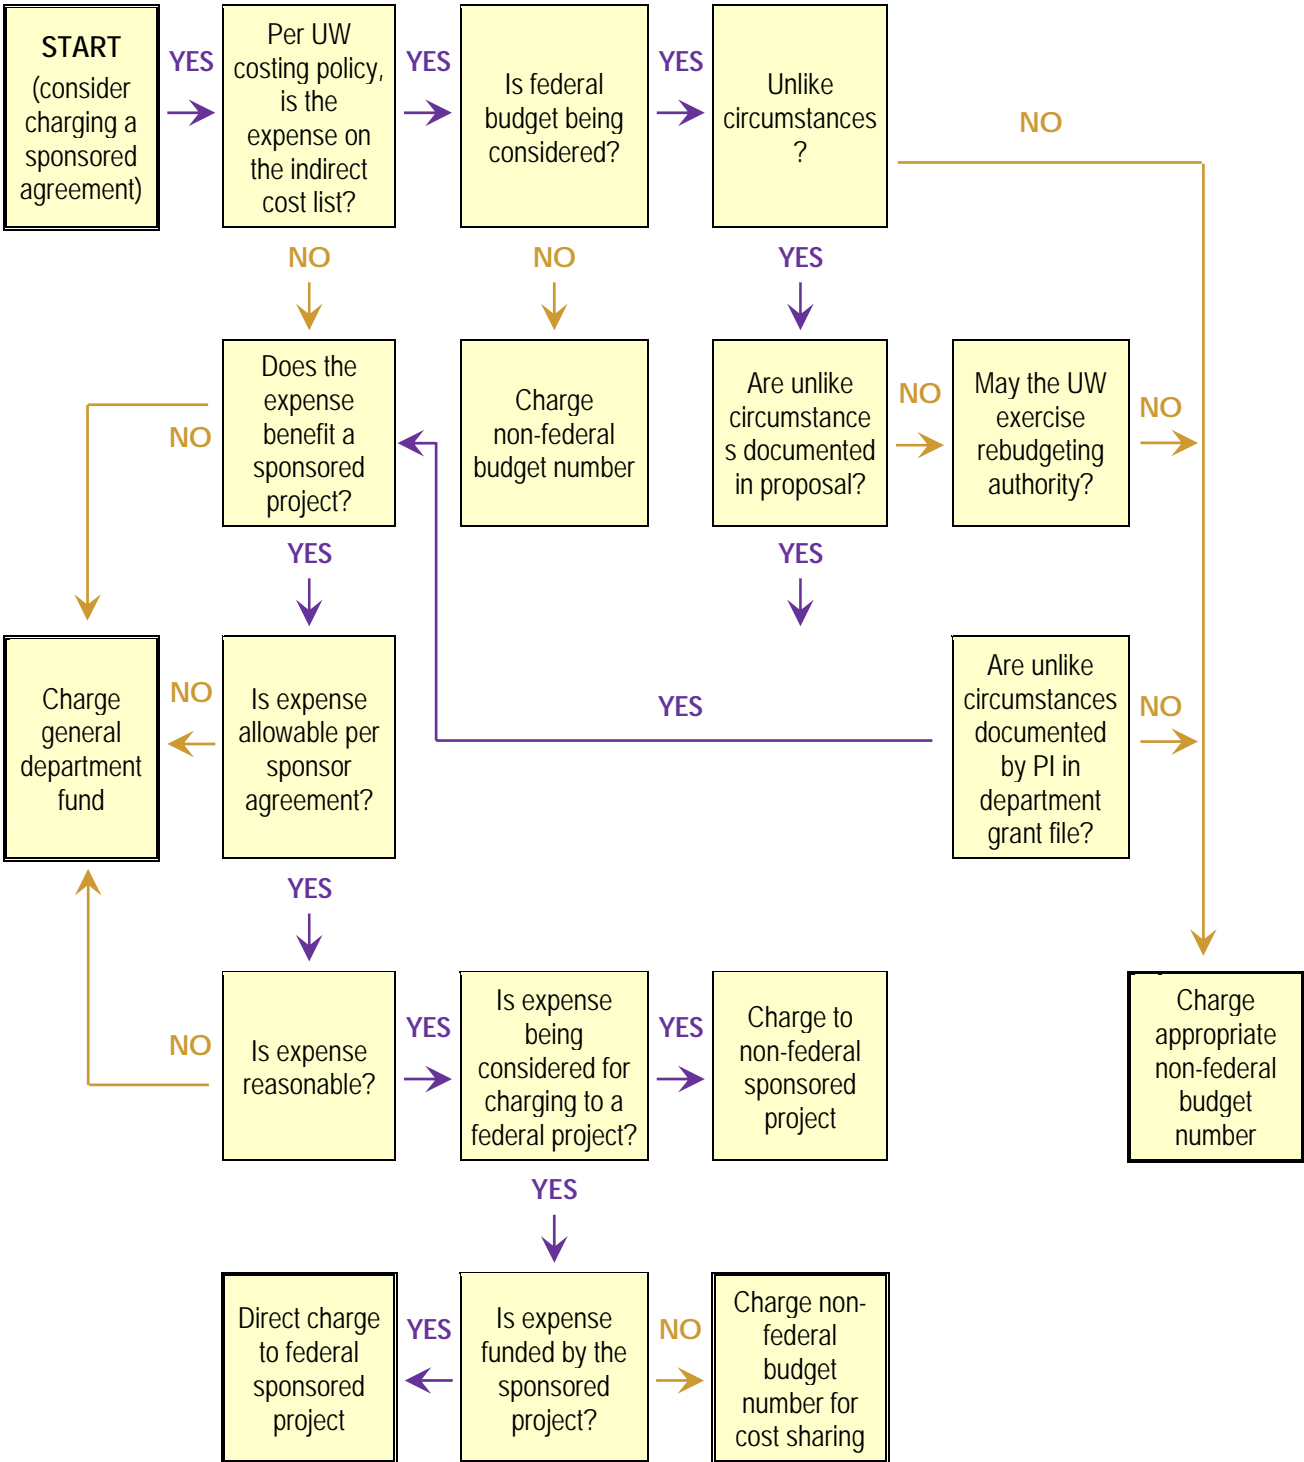 START
(consider
charging a
sponsored
agreement)
YES
Per UW
costing policy,
is the
expense on
the indirect
cost list?
YES
Is federal
budget being
considered?
YES
Unlike
circumstances
?
NO
NO
NO
YES
Does the
expense
benefit a
sponsored
project?
NO
Charge
non-federal
budget number
Are unlike
circumstance
s documented
in proposal?
NO
May the UW
exercise
rebudgeting
authority?
NO
YES
YES
Charge
general
department
fund
NO
Is expense
allowable per
sponsor
agreement?
YES
Are unlike
circumstances
documented
by PI in
department
grant file?
NO
YES
NO
Is expense
reasonable?
YES
Is expense
being
considered for
charging to a
federal project?
YES
Charge to
non-federal
sponsored
project
Charge
appropriate
non-federal
budget
number
YES
Direct charge
to federal
sponsored
project
YES
Is expense
funded by the
sponsored
project?
NO
Charge non-
federal
budget
number for
cost sharing